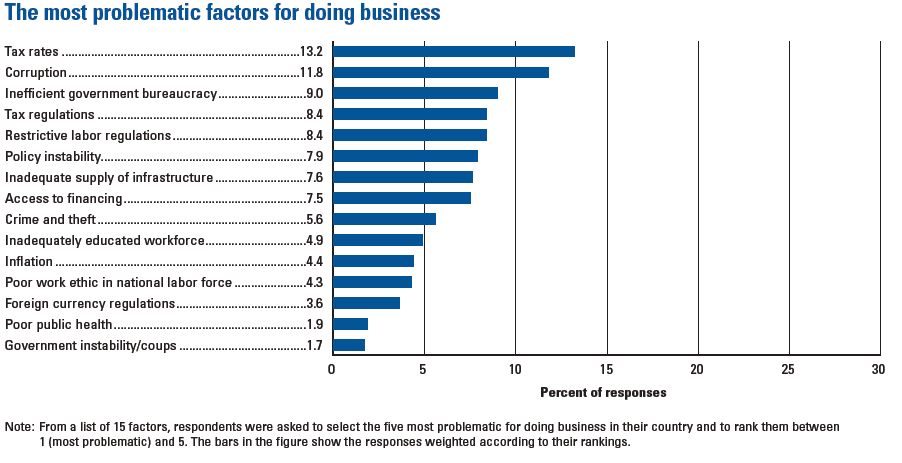 The most problematic factors for doing business
Tax rates ..........................................................................13.2
Corruption.......................................................................11.8
Inefficient government bureaucracy...........................9.0
Tax regulations ................................................................8.4
Restrictive labor regulations.........................................8.4
Policy instability...............................................................7.9
Inadequate supply of infrastructure ............................7.6
Access to financing........................................................7.5
Crime and theft................................................................5.6
Inadequately educated workforce...............................4.9
Inflation .............................................................................4.4
Poor work ethic in national labor force ......................4.3
Foreign currency regulations........................................3.6
Poor public health...........................................................1.9
Government instability/coups .......................................1.7
0 5 10 15 20 25 30
Percent of responses
Note: From a list of 15 factors, respondents were asked to select the five most problematic for doing business in their country and to rank them between
1 (most problematic) and 5. The bars in the figure show the responses weighted according to their rankings.